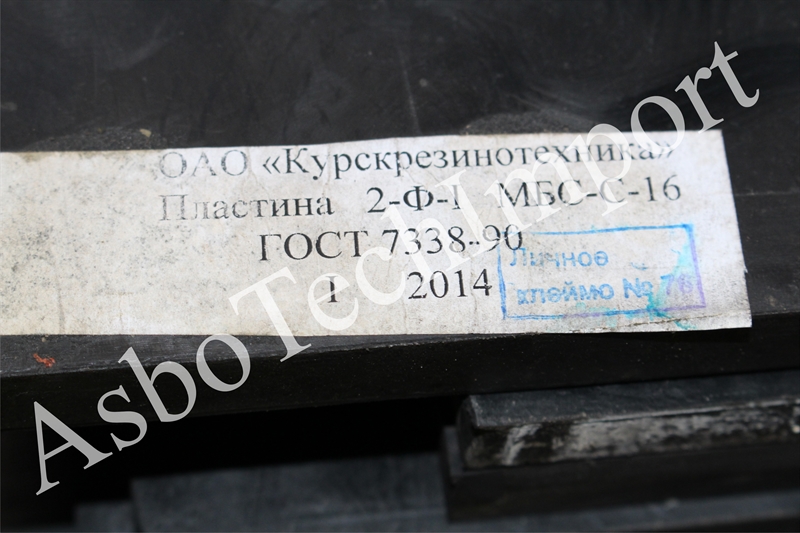 ОАО «Курскрезинотехника»
Пластина 2-Ф-I МБС-С-16
ГОСТ 7338-90
I 2014
Личное
клеймо №
AsboTechImport